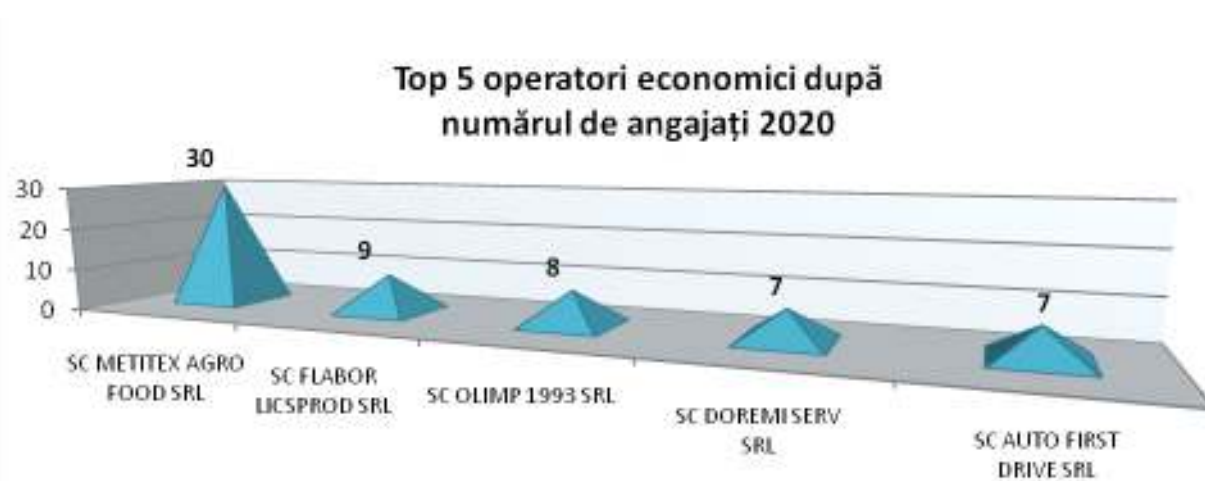 Top 5 operatori economici după
numărul de angajați 2020
30
20
10
0
30
9
8
7
7
SC METITEX AGRO
FOOD SRL
SC FLABOR
LICSPROD SRL
SC OLIMP 1993 SRL
SC DOREMI SERV
SRL
SC AUTO FIRST
DRIVE SRL